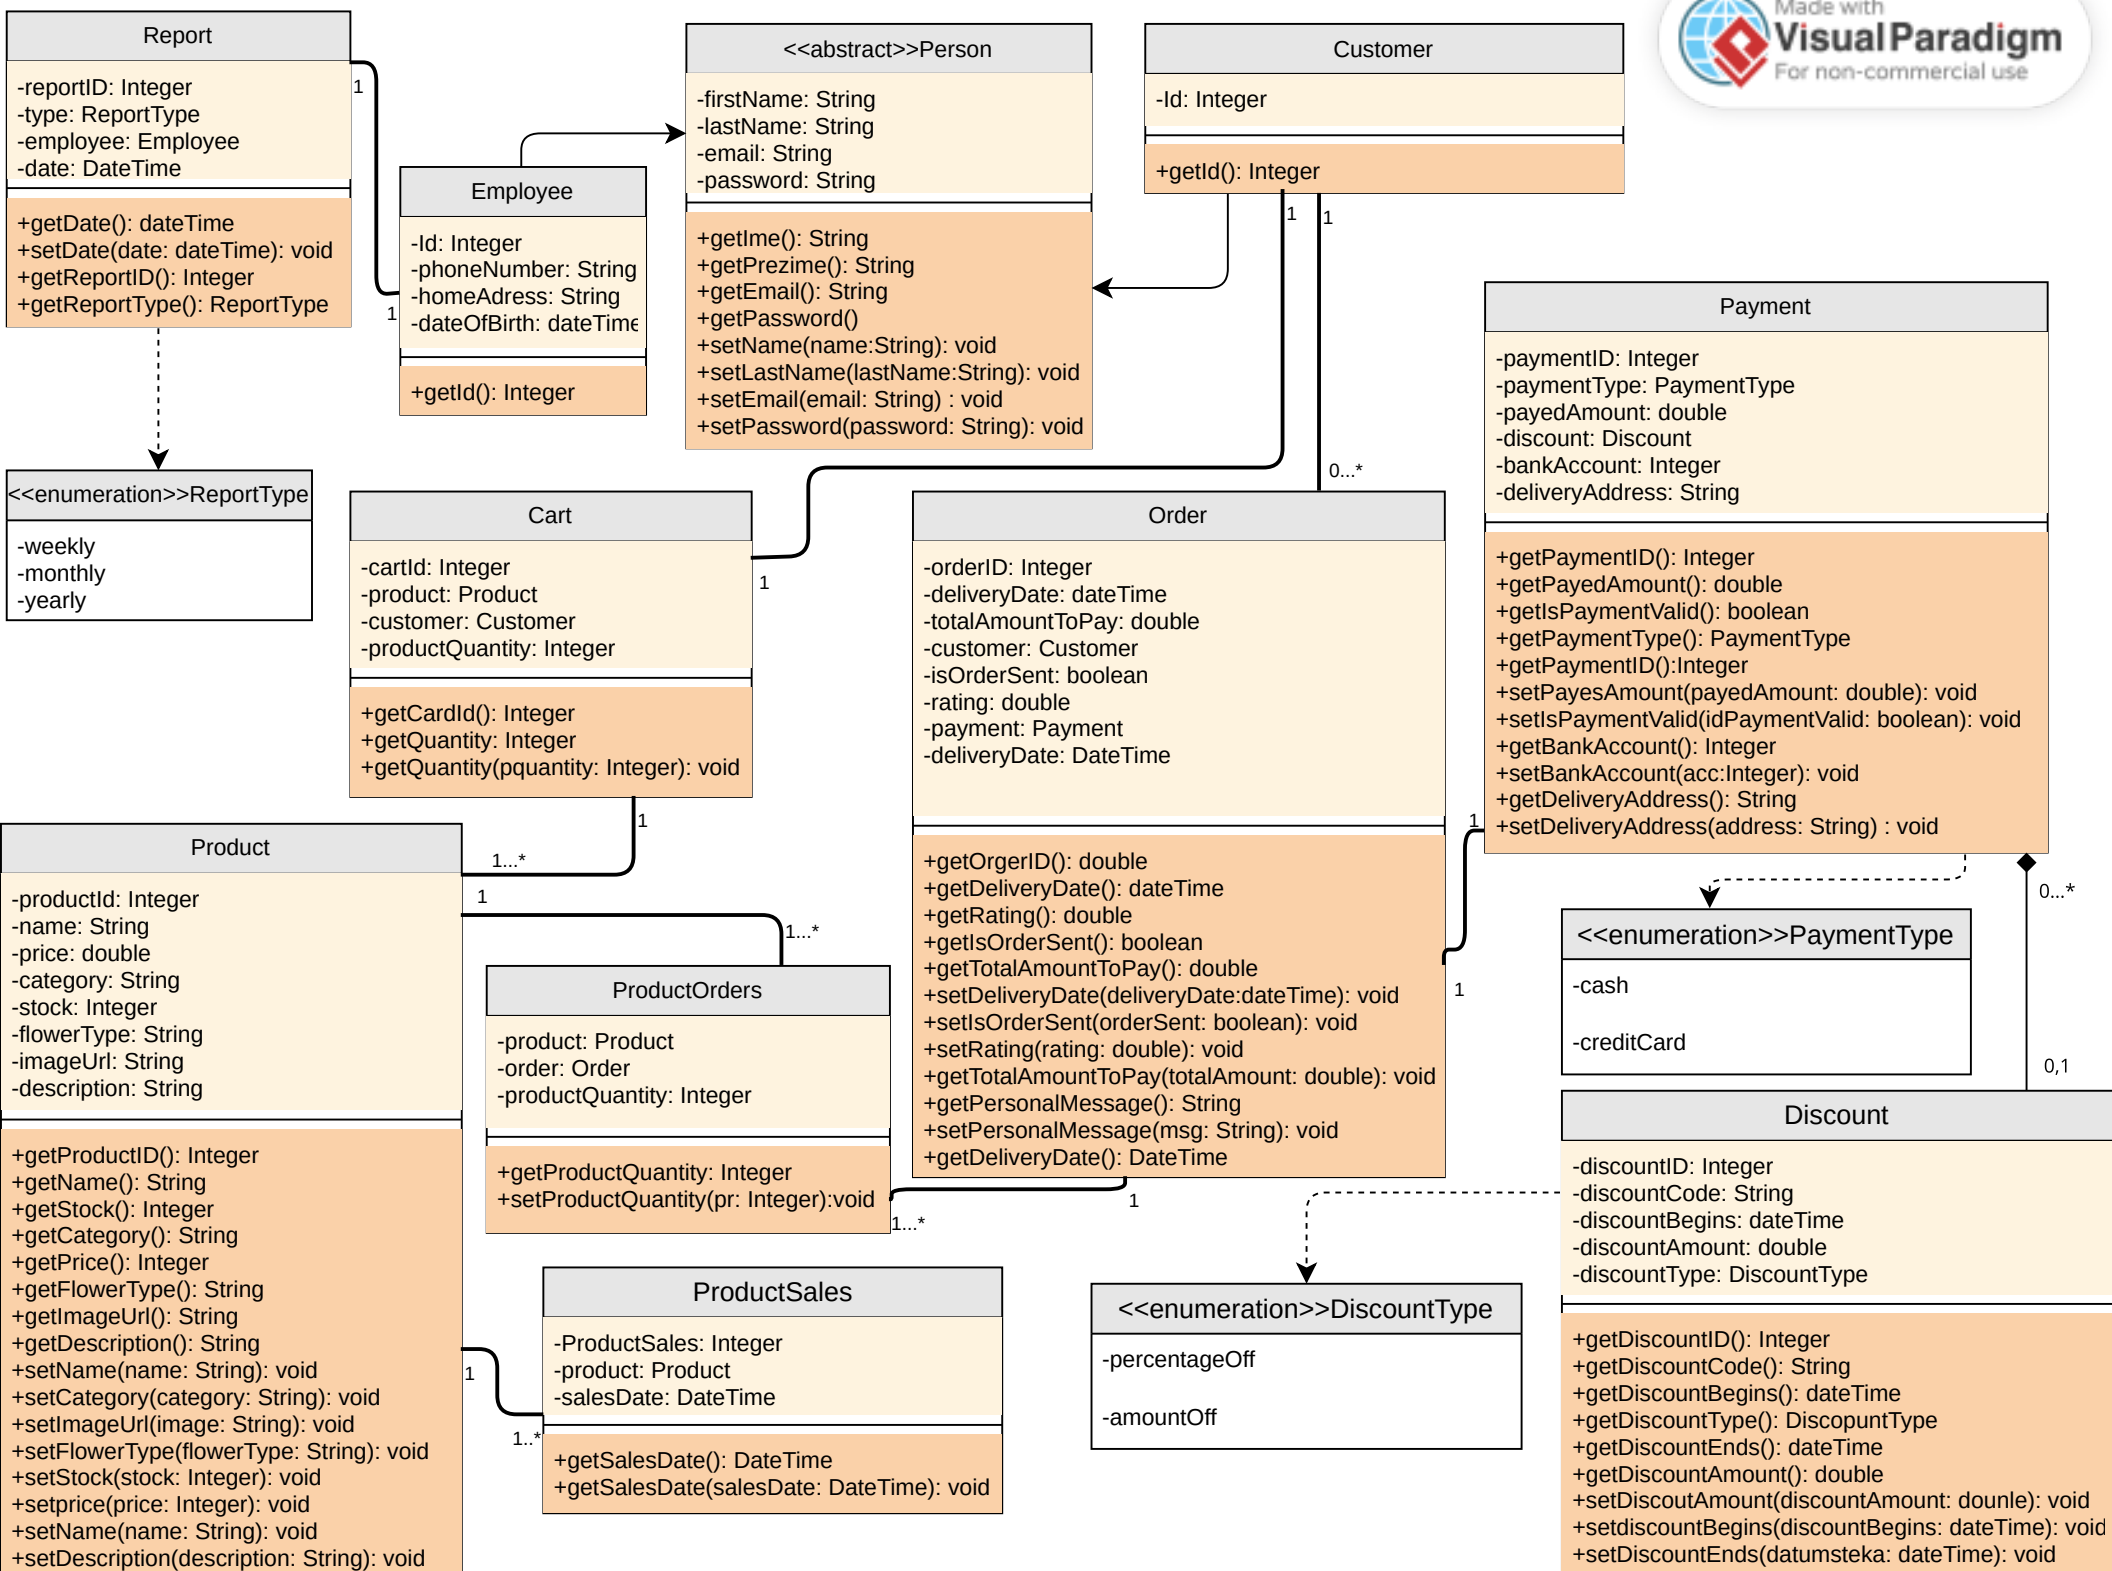 Made with
Visual Paradigm
For non-commercial use
Report
-reportID: Integer
-type: ReportType
-employee: Employee
-date: DateTime
+getDate(): dateTime
+setDate(date: dateTime): void
+getReportID(): Integer
+getReportType(): ReportType
1
1
Employee
-Id: Integer
-phoneNumber: String
-homeAdress: String
-dateOfBirth: dateTime
+getId(): Integer
<<abstract>>Person
-firstName: String
-lastName: String
-email: String
-password: String
+getIme(): String
+getPrezime(): String
+getEmail(): String
+getPassword()
+setName(name:String): void
+setLastName(lastName:String): void
+setEmail(email: String) : void
+setPassword(password: String): void
Customer
-Id: Integer
+getId(): Integer
1
1
0...*
1
<<enumeration>>ReportType
-weekly
-monthly
-yearly
Cart
-cartId: Integer
-product: Product
-customer: Customer
-productQuantity: Integer
+getCardId(): Integer
+getQuantity: Integer
+getQuantity(pquantity: Integer): void
1
1...*
Order
-orderID: Integer
-deliveryDate: dateTime
-totalAmountToPay: double
-customer: Customer
-isOrderSent: boolean
-rating: double
-payment: Payment
-deliveryDate: DateTime
+getOrgerID(): double
+getDeliveryDate(): dateTime
+getRating(): double
+getIsOrderSent(): boolean
+getTotalAmountToPay(): double
+setDeliveryDate(deliveryDate:dateTime): void
+setIsOrderSent(orderSent: boolean): void
+setRating(rating: double): void
+getTotalAmountToPay(totalAmount: double): void
+getPersonalMessage(): String
+setPersonalMessage(msg: String): void
+getDeliveryDate(): DateTime
1
1
Payment
-paymentID: Integer
-paymentType: PaymentType
-payedAmount: double
-discount: Discount
-bankAccount: Integer
-deliveryAddress: String
+getPaymentID(): Integer
+getPayedAmount(): double
+getIsPaymentValid(): boolean
+getPaymentType(): PaymentType
+getPaymentID():Integer
+setPayesAmount(payedAmount: double): void
+setIsPaymentValid(idPaymentValid: boolean): void
+getBankAccount(): Integer
+setBankAccount(acc:Integer): void
+getDeliveryAddress(): String
+setDeliveryAddress(address: String) : void
0...*
0,1
<<enumeration>>PaymentType
-cash
-creditCard
Product
-productId: Integer
-name: String
-price: double
-category: String
-stock: Integer
-flowerType: String
-imageUrl: String
-description: String
+getProductID(): Integer
+getName(): String
+getStock(): Integer
+getCategory(): String
+getPrice(): Integer
+getFlowerType(): String
+getImageUrl(): String
+getDescription(): String
+setName(name: String): void
+setCategory(category: String): void
+setImageUrl(image: String): void
+setFlowerType(flowerType: String): void
+setStock(stock: Integer): void
+setprice(price: Integer): void
+setName(name: String): void
+setDescription(description: String): void
1
1...*
ProductOrders
-product: Product
-order: Order
-productQuantity: Integer
+getProductQuantity: Integer
+setProductQuantity(pr: Integer):void
1
1...*
ProductSales
-ProductSales: Integer
-product: Product
-salesDate: DateTime
+getSalesDate(): DateTime
+getSalesDate(salesDate: DateTime): void
1
1..*
<<enumeration>>DiscountType
-percentageOff
-amountOff
Discount
-discountID: Integer
-discountCode: String
-discountBegins: dateTime
-discountAmount: double
-discountType: DiscountType
+getDiscountID(): Integer
+getDiscountCode(): String
+getDiscountBegins(): dateTime
+getDiscountType(): DiscopuntType
+getDiscountEnds(): dateTime
+getDiscountAmount(): double
+setDiscoutAmount(discountAmount: dounle): void
+setdiscountBegins(discountBegins: dateTime): void
+setDiscountEnds(datumsteka: dateTime): void